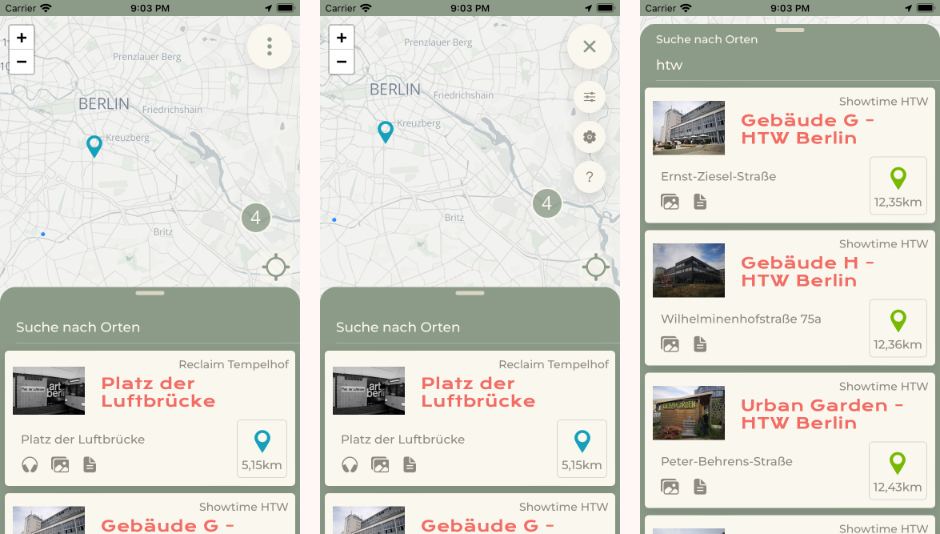 Carrier 9:03 PM
+
−
Prenzlauer Berg
BERLIN
Friedrichshain
Kreuzberg
4
Britz
Suche nach Orten
Reclaim Tempelhof
Platz der
Luftbrücke
Platz der Luftbrücke
5,15km
Showtime HTW
Gebäude G –
Carrier 9:03 PM
+
−
Prenzlauer Berg
BERLIN
Friedrichshain
Kreuzberg
?
4
Britz
Suche nach Orten
Reclaim Tempelhof
Platz der
Luftbrücke
Platz der Luftbrücke
5,15km
Showtime HTW
Gebäude G –
Carrier 9:03 PM
Suche nach Orten
htw
Showtime HTW
Gebäude G –
HTW Berlin
Ernst-Ziesel-Straße
12,35km
Showtime HTW
Gebäude H –
HTW Berlin
Wilhelminenhofstraße 75a
12,36km
Showtime HTW
Urban Garden –
HTW Berlin
Peter-Behrens-Straße
12,43km
Showtime HTW